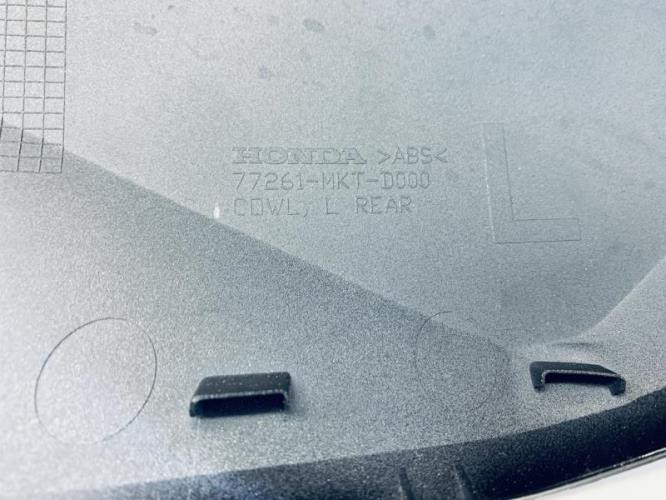 HONDA >ABS<
77261-MKT-D000
COWL, L REAR
L